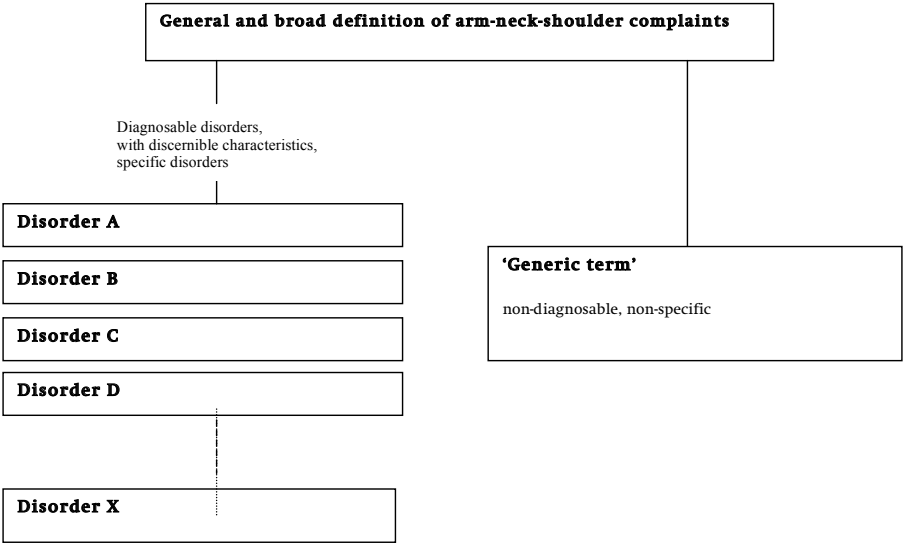 General and broad definition of arm-neck-shoulder complaints
Diagnosable disorders,
with discernible characteristics,
specific disorders
Disorder A
Disorder B
Disorder C
Disorder D
Disorder X
‘Generic term’
non-diagnosable, non-specific